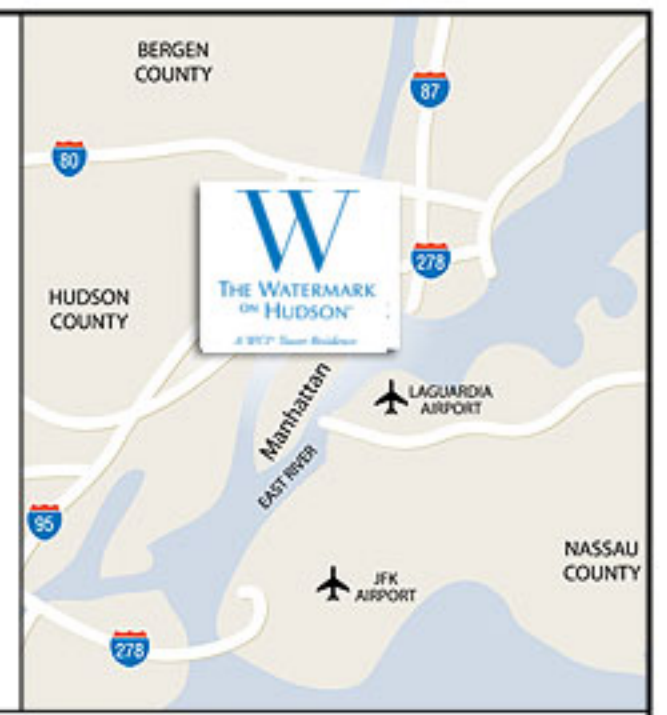 BERGEN
COUNTY
87
80
W
278
THE WATERMARK
ON HUDSON
HUDSON
COUNTY
Manhattan
LAGUARDIA
AIRPORT
EAST RIVER
95
NASSAU
COUNTY
JFK
AIRPORT
278